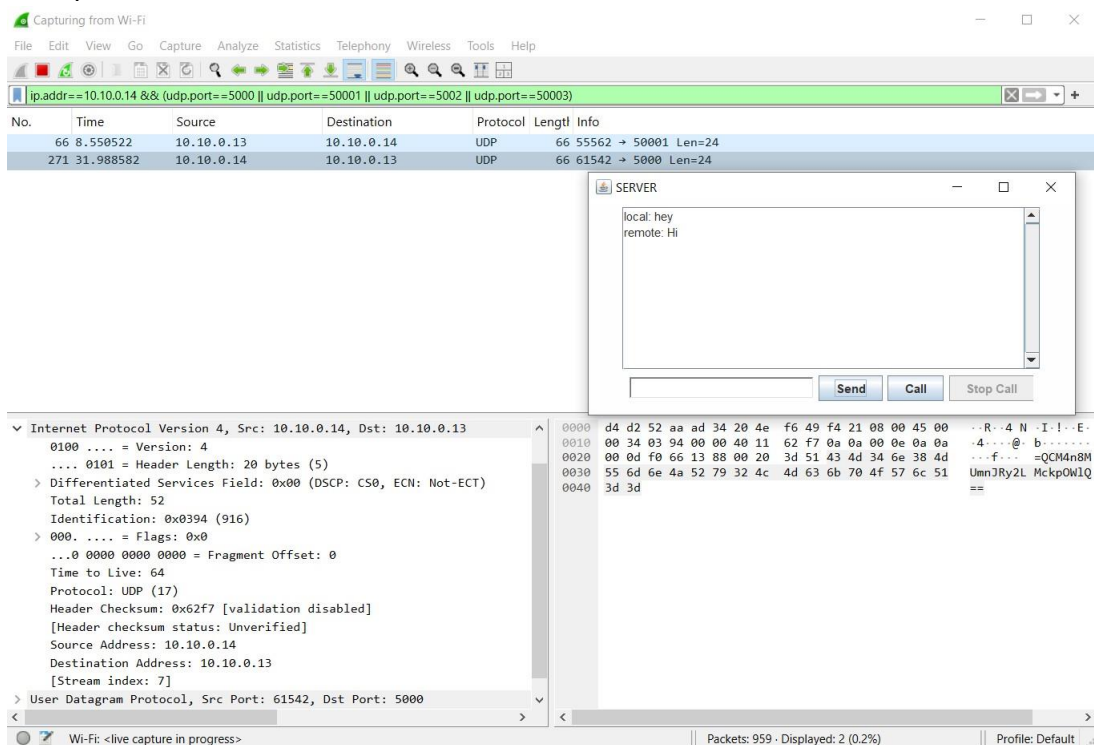 Capturing from Wi-Fi
File Edit View Go Capture Analyze Statistics Telephony Wireless Tools Help
ip.addr==10.10.0.14 && (udp.port==5000 || udp.port==50001 || udp.port==5002 || udp.port==50003)
No. Time Source Destination Protocol Lengtl Info
66 8.550522 10.10.0.13 10.10.0.14 UDP 66 55562 → 50001 Len=24
271 31.988582 10.10.0.14 10.10.0.13 UDP 66 61542 → 5000 Len=24
SERVER
local: hey
remote: Hi
Send Call Stop Call
Internet Protocol Version 4, Src: 10.10.0.14, Dst: 10.10.0.13
0100 .... = Version: 4
.... 0101 = Header Length: 20 bytes (5)
Differentiated Services Field: 0x00 (DSCP: CS0, ECN: Not-ECT)
Total Length: 52
Identification: 0x0394 (916)
000. .... = Flags: 0x0
...0 0000 0000 0000 = Fragment Offset: 0
Time to Live: 64
Protocol: UDP (17)
Header Checksum: 0x62f7 [validation disabled]
[Header checksum status: Unverified]
Source Address: 10.10.0.14
Destination Address: 10.10.0.13
[Stream index: 7]
User Datagram Protocol, Src Port: 61542, Dst Port: 5000
0000 d4 d2 52 aa ad 34 20 4e f6 49 f4 21 08 00 45 00 ··R··4 N ·I·!··E·
0010 00 34 03 94 00 00 40 11 62 f7 0a 0a 00 0e 0a 0a ·4····@· b·······
0020 00 0d f0 66 13 88 00 20 3d 51 43 4d 34 6e 38 4d ···f··· =QCM4n8M
0030 55 6d 6e 4a 52 79 32 4c 4d 63 6b 70 4f 57 6c 51 UmnJRy2L MckpOWlQ
0040 3d 3d ==
Wi-Fi: <live capture in progress> Packets: 959 · Displayed: 2 (0.2%) Profile: Default